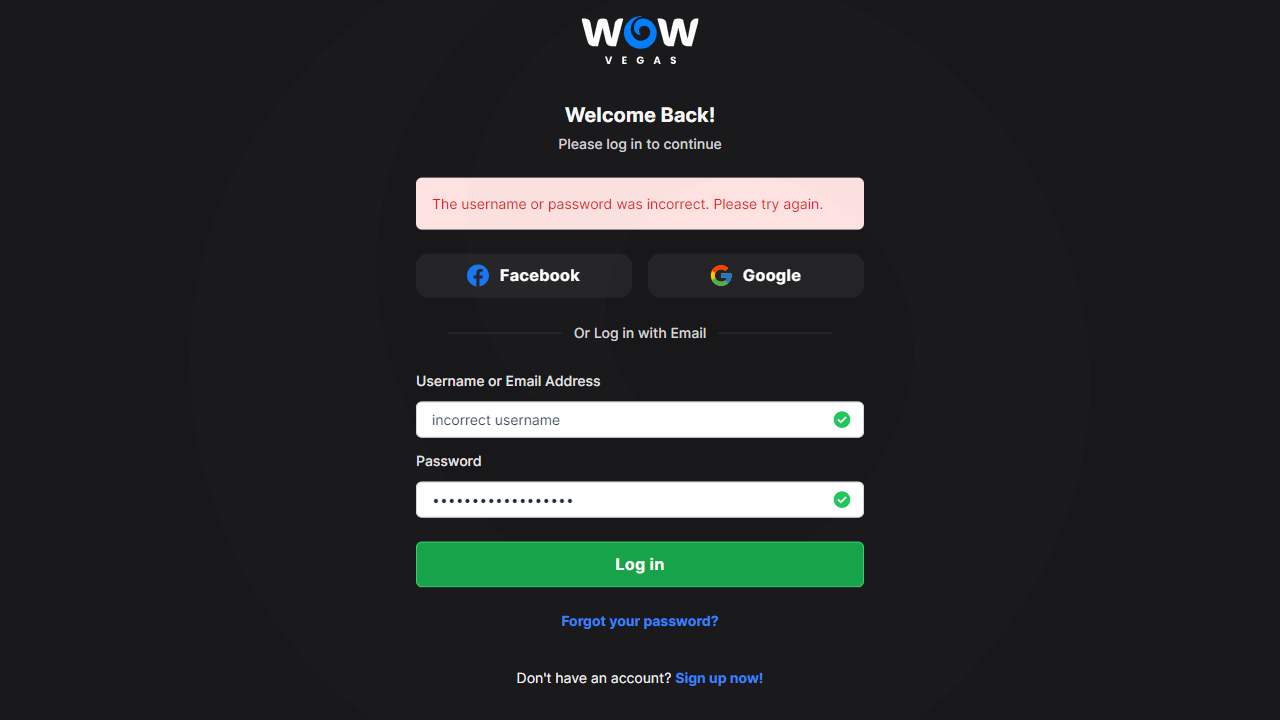 WOW
VEGAS
Welcome Back!
Please log in to continue
The username or password was incorrect. Please try again.
Facebook
Google
Or Log in with Email
Username or Email Address
incorrect username
Password
••••••••••••••••••
Log in
Forgot your password?
Don't have an account? Sign up now!